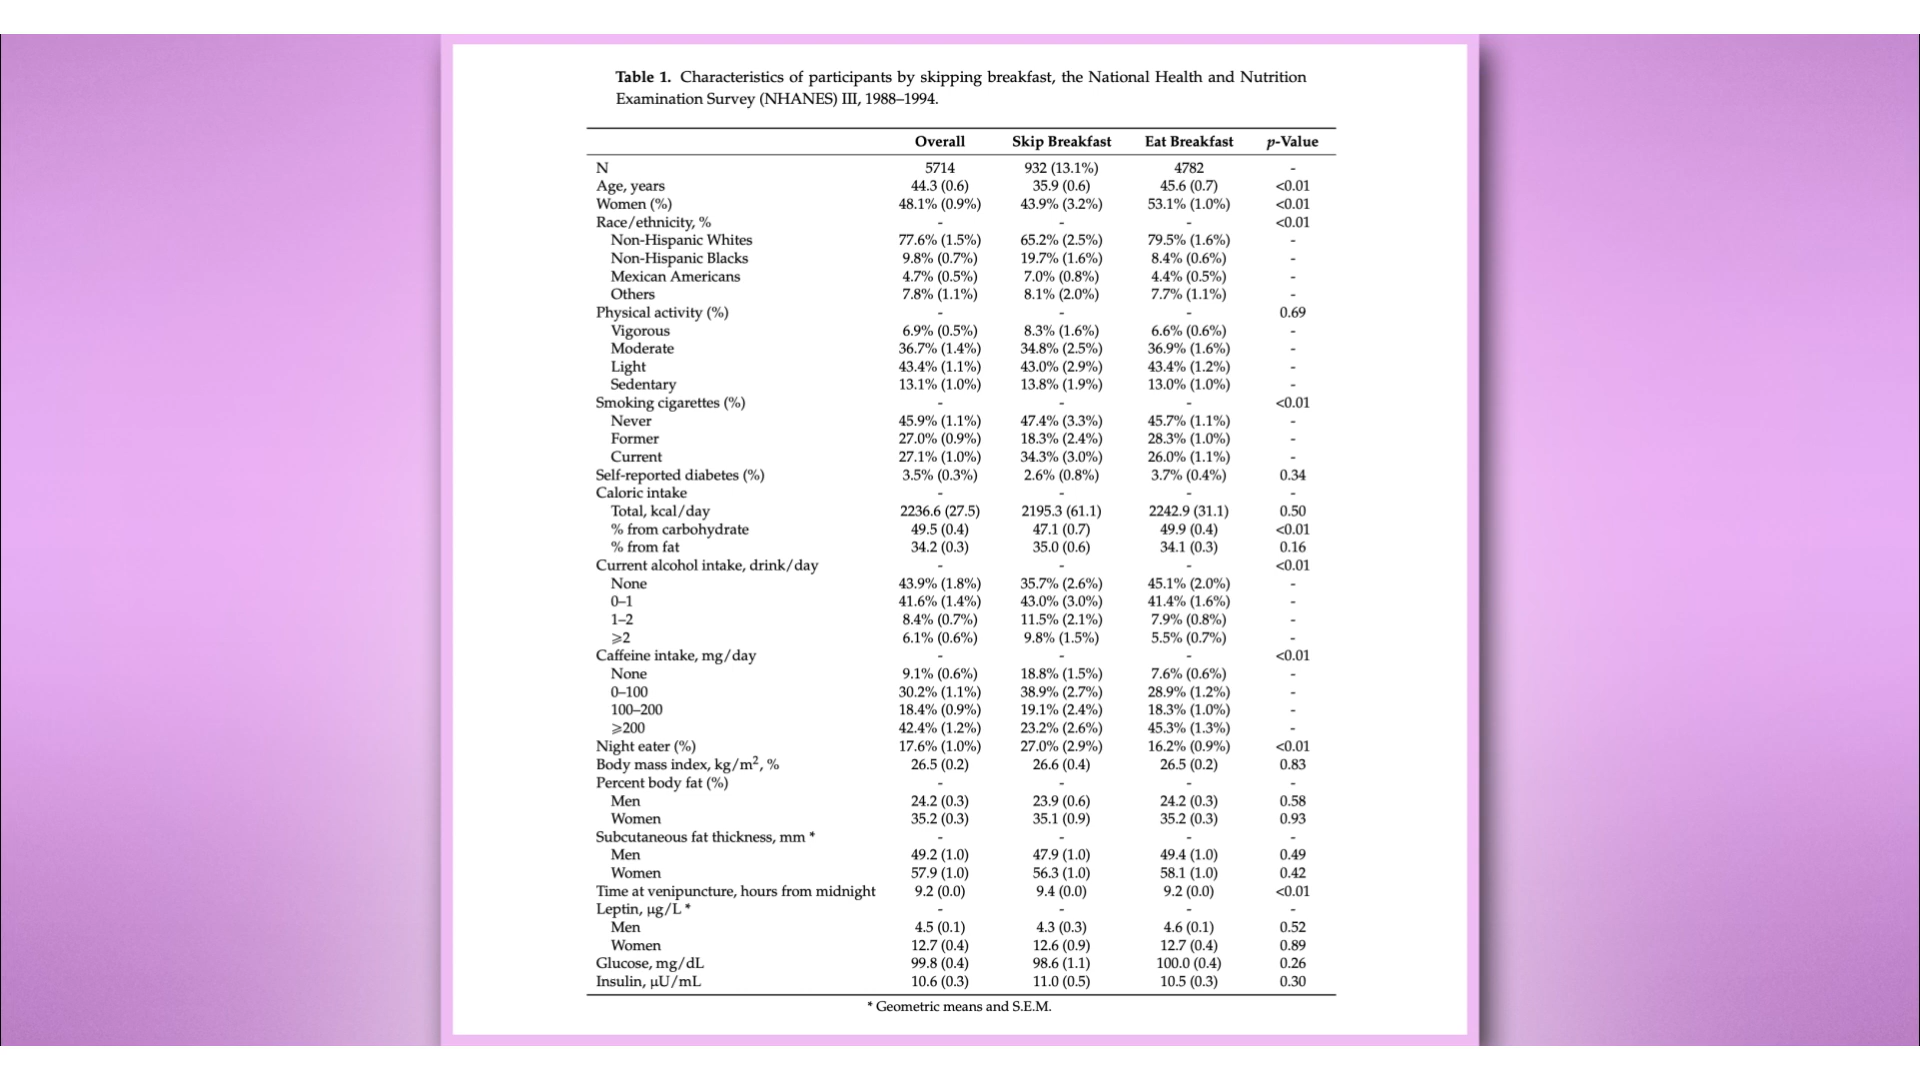 Table 1. Characteristics of participants by skipping breakfast, the National Health and Nutrition
Examination Survey (NHANES) III, 1988–1994.
Overall Skip Breakfast Eat Breakfast p-Value
N 5714 932 (13.1%) 4782 -
Age, years 44.3 (0.6) 35.9 (0.6) 45.6 (0.7) <0.01
Women (%) 48.1% (0.9%) 43.9% (3.2%) 53.1% (1.0%) <0.01
Race/ethnicity, % - - - <0.01
Non-Hispanic Whites 77.6% (1.5%) 65.2% (2.5%) 79.5% (1.6%) -
Non-Hispanic Blacks 9.8% (0.7%) 19.7% (1.6%) 8.4% (0.6%) -
Mexican Americans 4.7% (0.5%) 7.0% (0.8%) 4.4% (0.5%) -
Others 7.8% (1.1%) 8.1% (2.0%) 7.7% (1.1%) -
Physical activity (%) - - - 0.69
Vigorous 6.9% (0.5%) 8.3% (1.6%) 6.6% (0.6%) -
Moderate 36.7% (1.4%) 34.8% (2.5%) 36.9% (1.6%) -
Light 43.4% (1.1%) 43.0% (2.9%) 43.4% (1.2%) -
Sedentary 13.1% (1.0%) 13.8% (1.9%) 13.0% (1.0%) -
Smoking cigarettes (%) - - - <0.01
Never 45.9% (1.1%) 47.4% (3.3%) 45.7% (1.1%) -
Former 27.0% (0.9%) 18.3% (2.4%) 28.3% (1.0%) -
Current 27.1% (1.0%) 34.3% (3.0%) 26.0% (1.1%) -
Self-reported diabetes (%) 3.5% (0.3%) 2.6% (0.8%) 3.7% (0.4%) 0.34
Caloric intake - - - -
Total, kcal/day 2236.6 (27.5) 2195.3 (61.1) 2242.9 (31.1) 0.50
% from carbohydrate 49.5 (0.4) 47.1 (0.7) 49.9 (0.4) <0.01
% from fat 34.2 (0.3) 35.0 (0.6) 34.1 (0.3) 0.16
Current alcohol intake, drink/day - - - <0.01
None 43.9% (1.8%) 35.7% (2.6%) 45.1% (2.0%) -
0–1 41.6% (1.4%) 43.0% (3.0%) 41.4% (1.6%) -
1–2 8.4% (0.7%) 11.5% (2.1%) 7.9% (0.8%) -
⩾2 6.1% (0.6%) 9.8% (1.5%) 5.5% (0.7%) -
Caffeine intake, mg/day - - - <0.01
None 9.1% (0.6%) 18.8% (1.5%) 7.6% (0.6%) -
0–100 30.2% (1.1%) 38.9% (2.7%) 28.9% (1.2%) -
100–200 18.4% (0.9%) 19.1% (2.4%) 18.3% (1.0%) -
⩾200 42.4% (1.2%) 23.2% (2.6%) 45.3% (1.3%) -
Night eater (%) 17.6% (1.0%) 27.0% (2.9%) 16.2% (0.9%) <0.01
Body mass index, kg/m², % 26.5 (0.2) 26.6 (0.4) 26.5 (0.2) 0.83
Percent body fat (%) - - - -
Men 24.2 (0.3) 23.9 (0.6) 24.2 (0.3) 0.58
Women 35.2 (0.3) 35.1 (0.9) 35.2 (0.3) 0.93
Subcutaneous fat thickness, mm * - - - -
Men 49.2 (1.0) 47.9 (1.0) 49.4 (1.0) 0.49
Women 57.9 (1.0) 56.3 (1.0) 58.1 (1.0) 0.42
Time at venipuncture, hours from midnight 9.2 (0.0) 9.4 (0.0) 9.2 (0.0) <0.01
Leptin, µg/L * - - - -
Men 4.5 (0.1) 4.3 (0.3) 4.6 (0.1) 0.52
Women 12.7 (0.4) 12.6 (0.9) 12.7 (0.4) 0.89
Glucose, mg/dL 99.8 (0.4) 98.6 (1.1) 100.0 (0.4) 0.26
Insulin, µU/mL 10.6 (0.3) 11.0 (0.5) 10.5 (0.3) 0.30
* Geometric means and S.E.M.